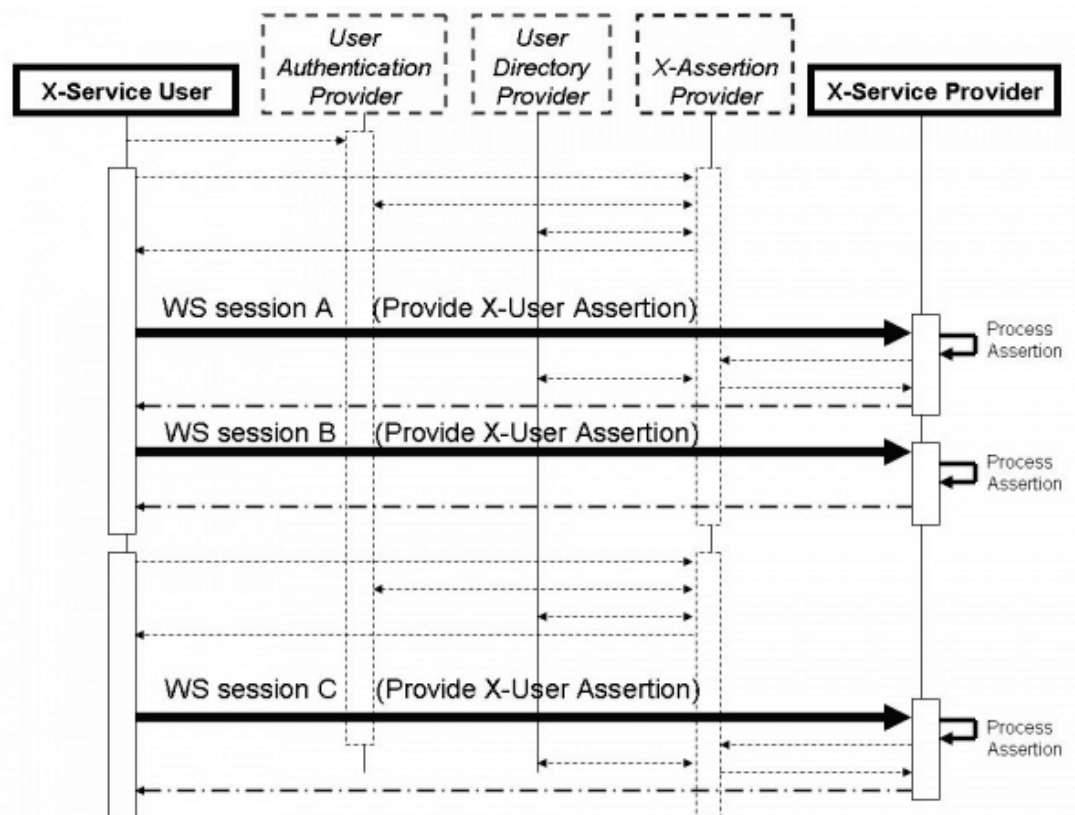 X-Service User
User
Authentication
Provider
User
Directory
Provider
X-Assertion
Provider
X-Service Provider
WS session A (Provide X-User Assertion)
Process
Assertion
WS session B (Provide X-User Assertion)
Process
Assertion
WS session C (Provide X-User Assertion)
Process
Assertion